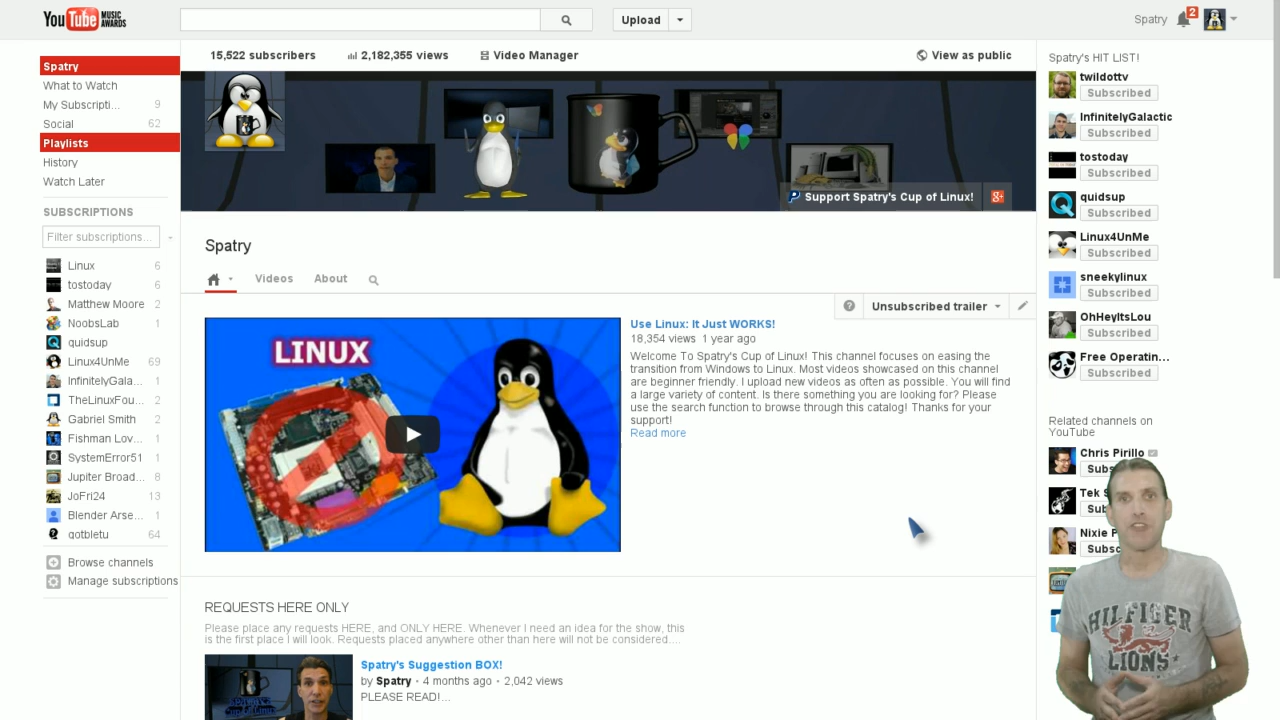 YouTube MUSIC AWARDS
Upload
Spatry
2
Spatry
What to Watch
My Subscripti... 9
Social 62
Playlists
History
Watch Later
SUBSCRIPTIONS
Filter subscriptions...
Linux 6
tostoday 6
Matthew Moore 2
NoobsLab 1
quidsup
Linux4UnMe 69
InfinitelyGala... 1
TheLinuxFou... 2
Gabriel Smith 2
Fishman Lov... 1
SystemError51 1
Jupiter Broad... 8
JoFri24 13
Blender Arse... 1
gotbletu 64
Browse channels
Manage subscriptions
15,522 subscribers
2,182,355 views
Video Manager
View as public
Support Spatry's Cup of Linux!
g+
Spatry
Videos
About
Unsubscribed trailer
LINUX
Use Linux: It Just WORKS!
18,354 views 1 year ago
Welcome To Spatry's Cup of Linux! This channel focuses on easing the
transition from Windows to Linux. Most videos showcased on this channel
are beginner friendly. I upload new videos as often as possible. You will find
a large variety of content. Is there something you are looking for? Please
use the search function to browse through this catalog! Thanks for your
support!
Read more
REQUESTS HERE ONLY
Please place any requests HERE, and ONLY HERE. Whenever I need an idea for the show, this
is the first place I will look. Requests placed anywhere other than here will not be considered....
Spatry's Suggestion BOX!
by Spatry · 4 months ago · 2,042 views
PLEASE READ!...
Spatry's HIT LIST!
twildottv
Subscribed
InfinitelyGalactic
Subscribed
tostoday
Subscribed
quidsup
Subscribed
Linux4UnMe
Subscribed
sneekylinux
Subscribed
OhHeyItsLou
Subscribed
Free Operatin...
Subscribed
Related channels on
YouTube
Chris Pirillo
Subs
Tek S
Subs
Nixie P
Subsc
HILFIGER
LIONS